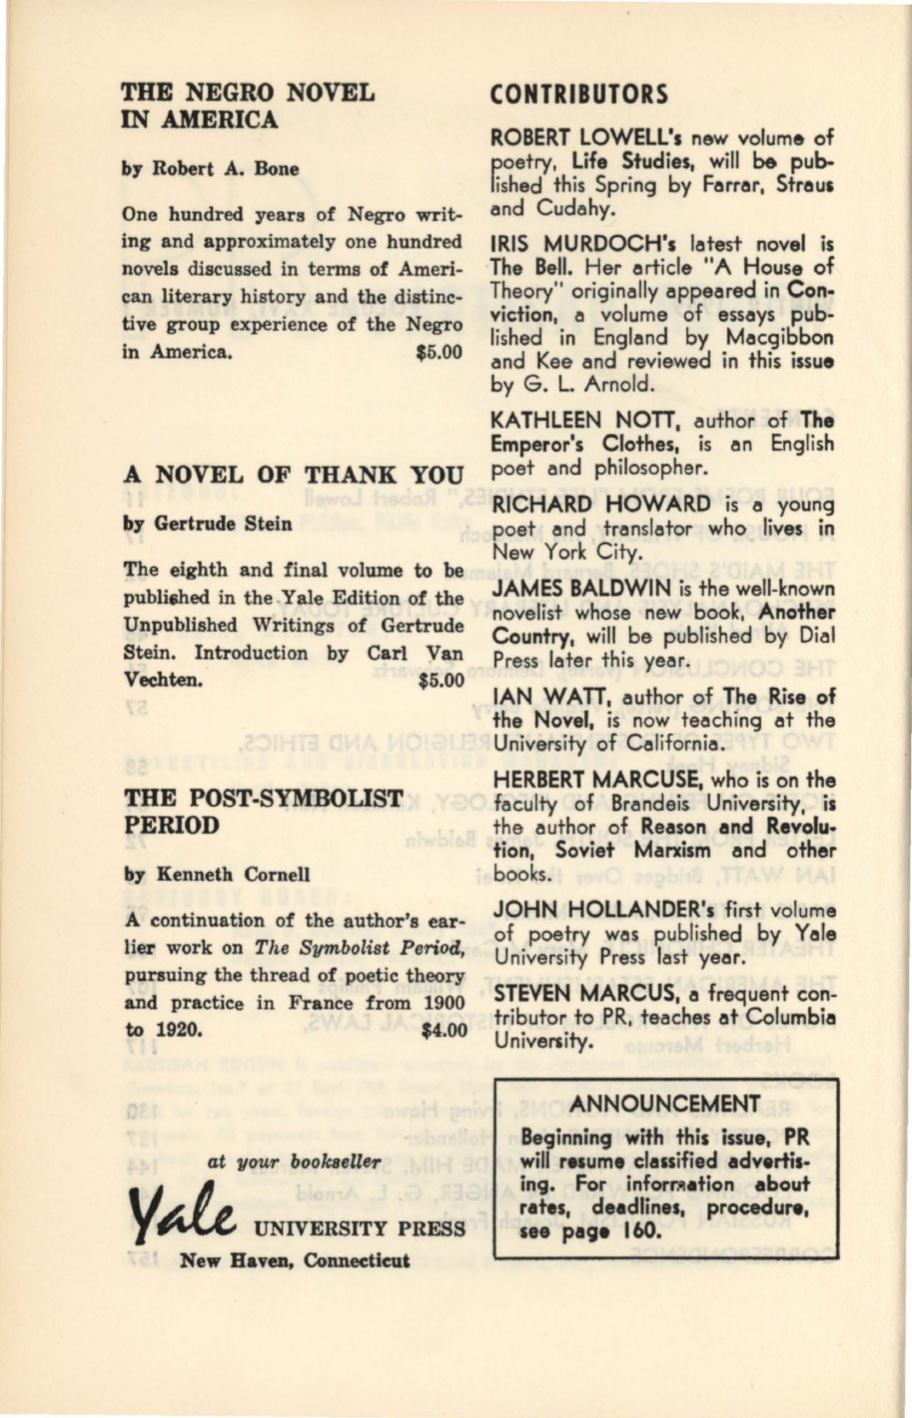 THE NEGRO NOVEL
IN AMERICA
by Robert A. Bone
One hundred years of Negro writ-
ing and approximately one hundred
novels discussed in terms of Ameri-
can literary history and the distinc-
tive group experience of the Negro
in America. $5.00
A NOVEL OF THANK YOU
by Gertrude Stein
The eighth and final volume to be
published in the Yale Edition of the
Unpublished Writings of Gertrude
Stein. Introduction by Carl Van
Vechten. $5.00
THE POST-SYMBOLIST
PERIOD
by Kenneth Cornell
A continuation of the author's ear-
lier work on The Symbolist Period,
pursuing the thread of poetic theory
and practice in France from 1900
to 1920. $4.00
at your bookseller
Yale UNIVERSITY PRESS
New Haven, Connecticut
CONTRIBUTORS
ROBERT LOWELL's new volume of
poetry, Life Studies, will be pub-
lished this Spring by Farrar, Straus
and Cudahy.
IRIS MURDOCH's latest novel is
The Bell. Her article "A House of
Theory" originally appeared in Con-
viction, a volume of essays pub-
lished in England by Macgibbon
and Kee and reviewed in this issue
by G. L. Arnold.
KATHLEEN NOTT, author of The
Emperor's Clothes, is an English
poet and philosopher.
RICHARD HOWARD is a young
poet and translator who lives in
New York City.
JAMES BALDWIN is the well-known
novelist whose new book, Another
Country, will be published by Dial
Press later this year.
IAN WATT, author of The Rise of
the Novel, is now teaching at the
University of California.
HERBERT MARCUSE, who is on the
faculty of Brandeis University, is
the author of Reason and Revolu-
tion, Soviet Marxism and other
books.
JOHN HOLLANDER's first volume
of poetry was published by Yale
University Press last year.
STEVEN MARCUS, a frequent con-
tributor to PR, teaches at Columbia
University.
ANNOUNCEMENT
Beginning with this issue, PR
will resume classified advertis-
ing. For information about
rates, deadlines, procedure,
see page 160.